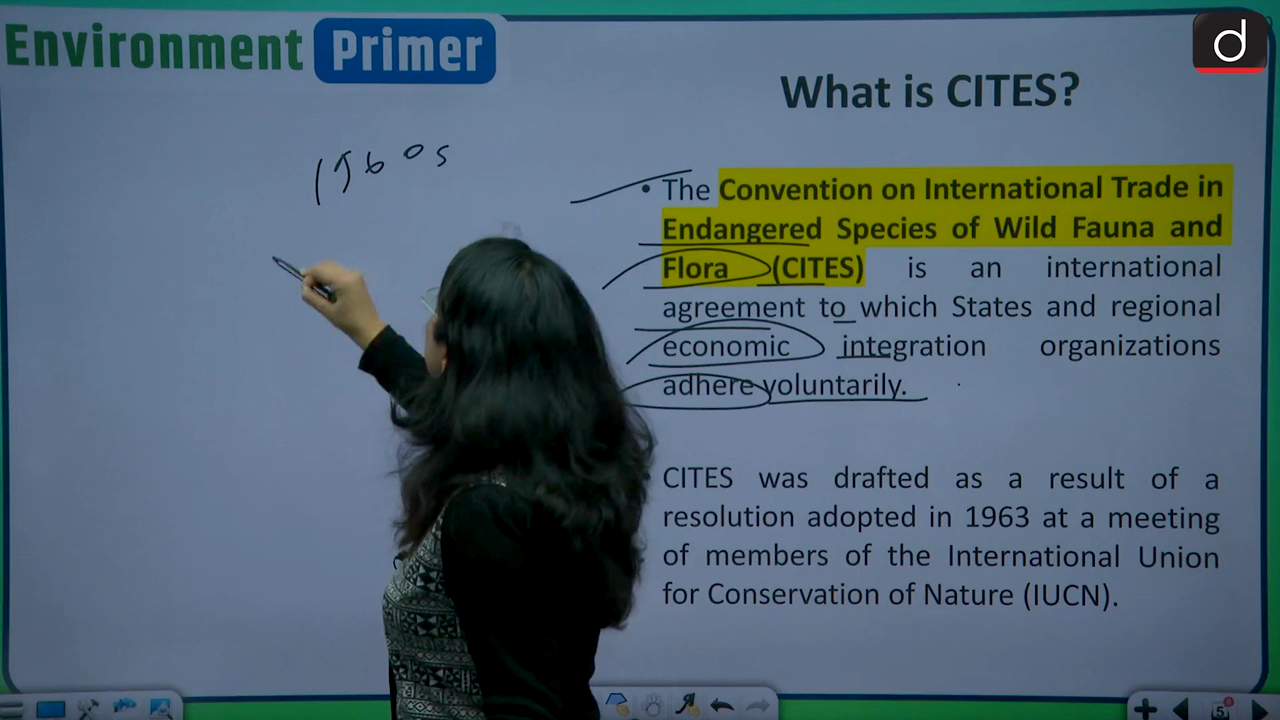 Environment Primer
d
What is CITES?
1960s
• The Convention on International Trade in
Endangered Species of Wild Fauna and
Flora (CITES) is an international
agreement to which States and regional
economic integration organizations
adhere voluntarily.
CITES was drafted as a result of a
resolution adopted in 1963 at a meeting
of members of the International Union
for Conservation of Nature (IUCN).
5